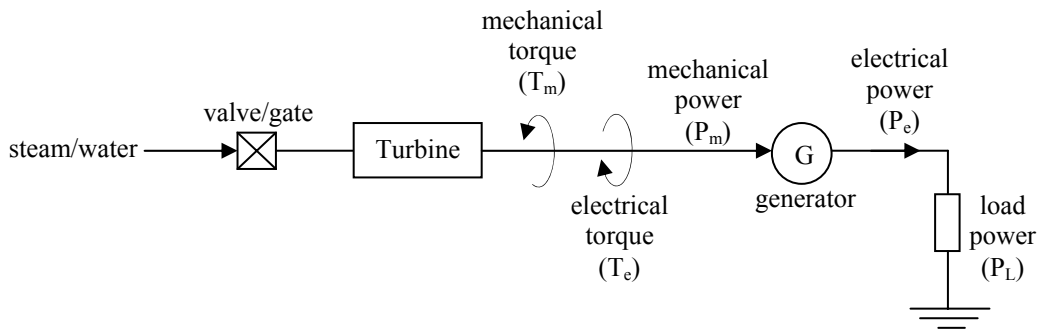 steam/water
valve/gate
Turbine
mechanical
torque
(Tₘ)
electrical
torque
(Tₑ)
mechanical
power
(Pₘ)
G
generator
electrical
power
(Pₑ)
load
power
(P_L)